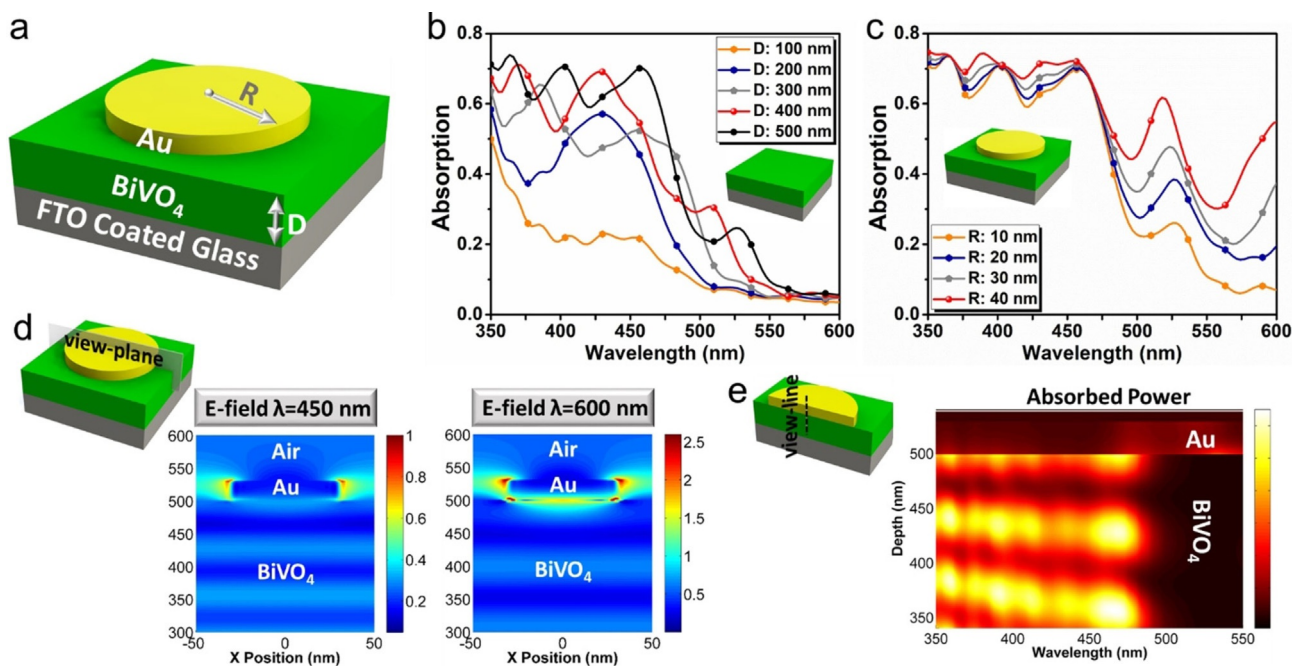 a
R
Au
BiVO4
D
FTO Coated Glass
b
0.8
0.6
0.4
0.2
0.0
Absorption
D: 100 nm
D: 200 nm
D: 300 nm
D: 400 nm
D: 500 nm
350 400 450 500 550 600
Wavelength (nm)
c
0.8
0.6
0.4
0.2
0.0
Absorption
R: 10 nm
R: 20 nm
R: 30 nm
R: 40 nm
350 400 450 500 550 600
Wavelength (nm)
d
view-plane
E-field λ=450 nm
600
550
500
450
400
350
300
Air
Au
BiVO4
-50 0 50
X Position (nm)
1
0.8
0.6
0.4
0.2
E-field λ=600 nm
600
550
500
450
400
350
300
Air
Au
BiVO4
-50 0 50
X Position (nm)
2.5
2
1.5
1
0.5
e
view-line
Absorbed Power
Au
BiVO4
500
450
400
350
Depth (nm)
350 400 450 500 550
Wavelength (nm)